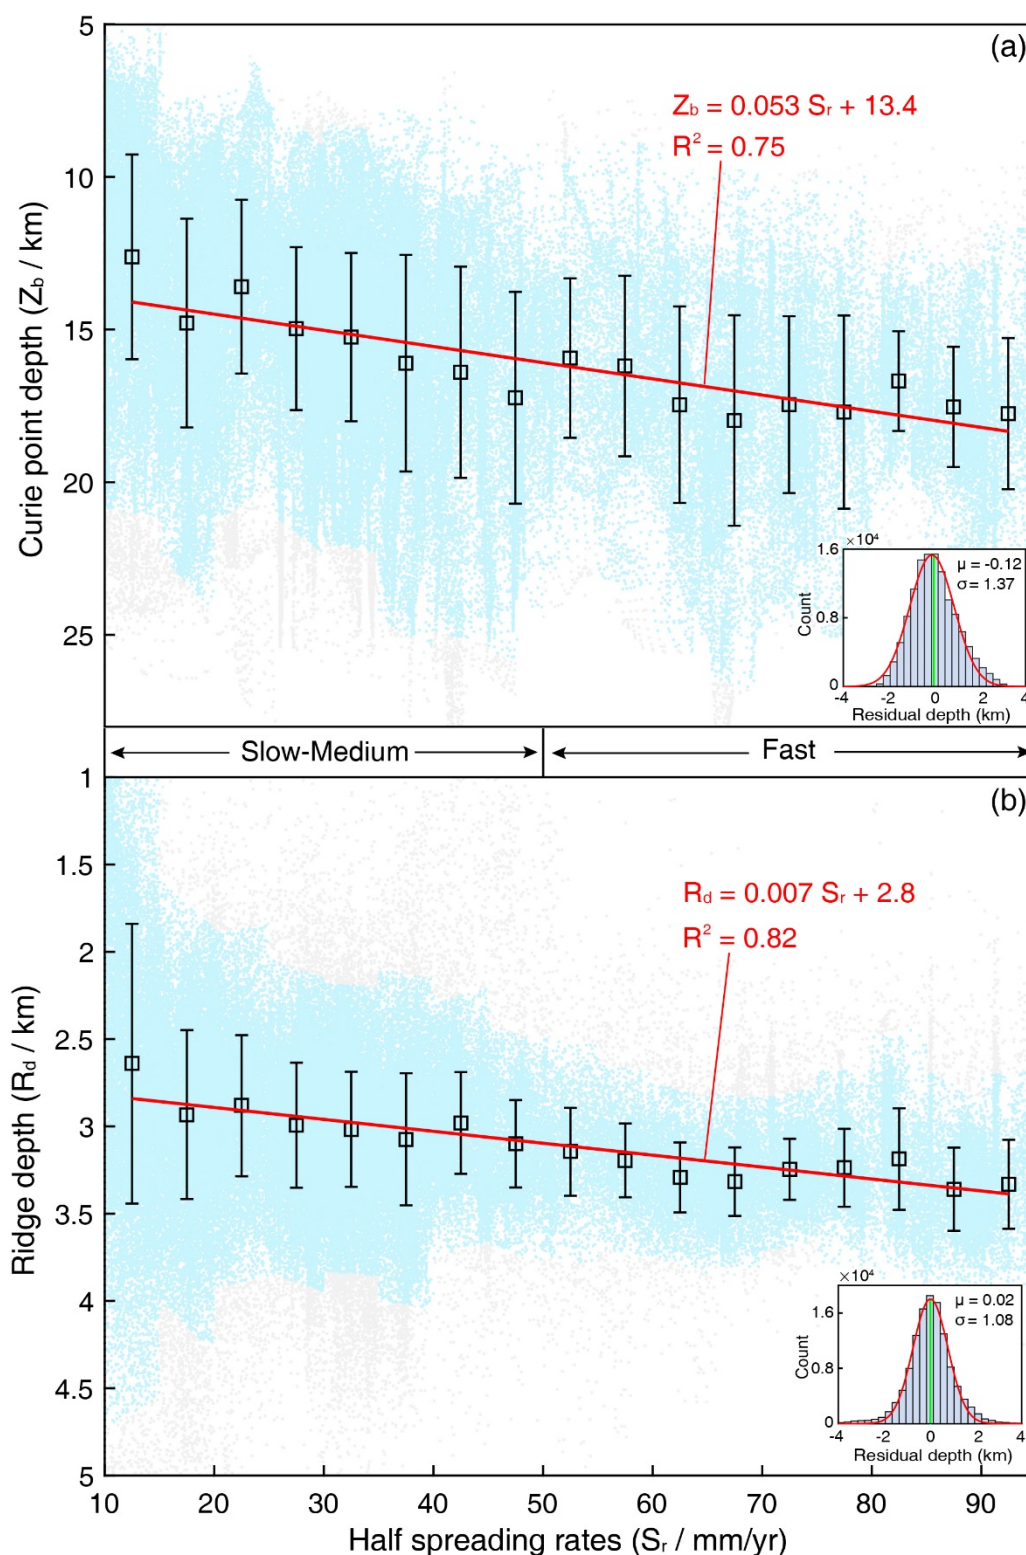 (a)
Z_b = 0.053 S_r + 13.4
R² = 0.75
Curie point depth (Z_b / km)
5
10
15
20
25
×10⁴
1.6
0.8
0
Count
μ = -0.12
σ = 1.37
-4 -2 0 2 4
Residual depth (km)
Slow-Medium
Fast
(b)
R_d = 0.007 S_r + 2.8
R² = 0.82
Ridge depth (R_d / km)
1
1.5
2
2.5
3
3.5
4
4.5
5
×10⁴
1.6
0.8
0
Count
μ = 0.02
σ = 1.08
-4 -2 0 2 4
Residual depth (km)
10 20 30 40 50 60 70 80 90
Half spreading rates (S_r / mm/yr)